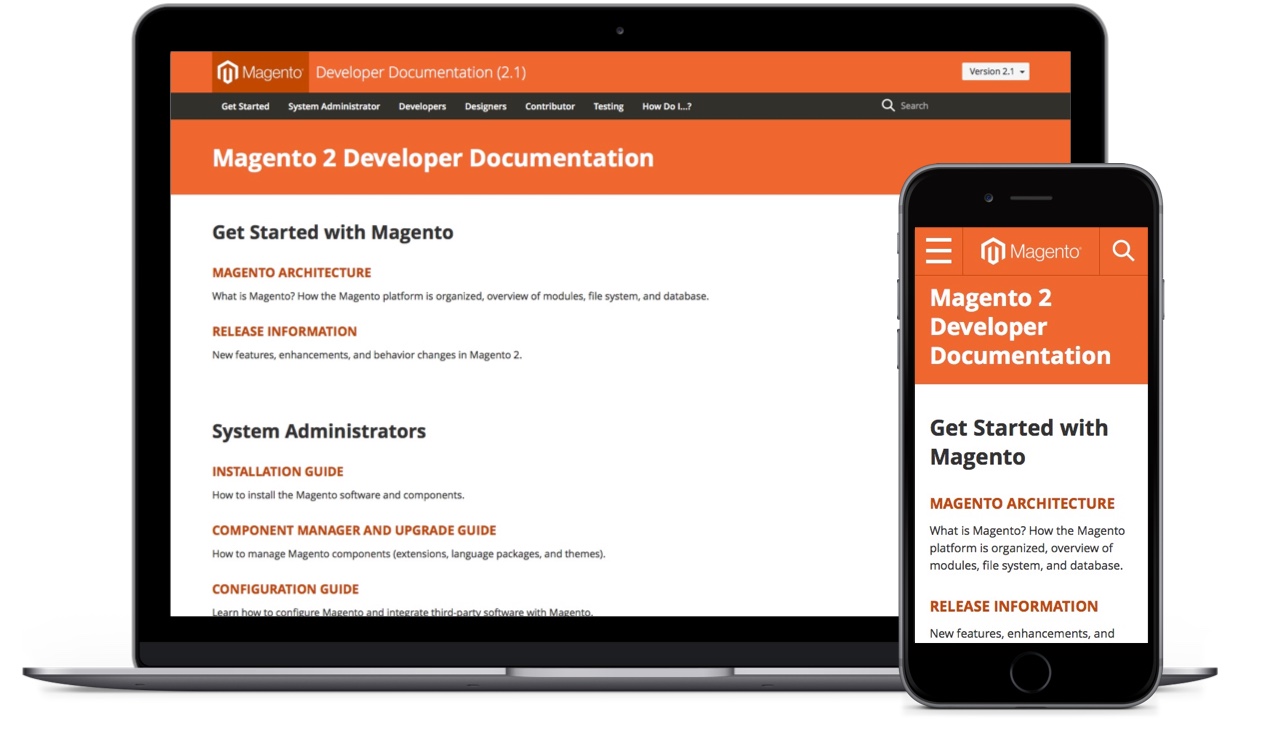 Magento Developer Documentation (2.1)
Version 2.1
Get Started System Administrator Developers Designers Contributor Testing How Do I...? Search
Magento 2 Developer Documentation
Get Started with Magento
MAGENTO ARCHITECTURE
What is Magento? How the Magento platform is organized, overview of modules, file system, and database.
RELEASE INFORMATION
New features, enhancements, and behavior changes in Magento 2.
System Administrators
INSTALLATION GUIDE
How to install the Magento software and components.
COMPONENT MANAGER AND UPGRADE GUIDE
How to manage Magento components (extensions, language packages, and themes).
CONFIGURATION GUIDE
Learn how to configure Magento and integrate third-party software with Magento.
Magento
Magento 2
Developer
Documentation
Get Started with
Magento
MAGENTO ARCHITECTURE
What is Magento? How the Magento
platform is organized, overview of
modules, file system, and database.
RELEASE INFORMATION
New features, enhancements, and